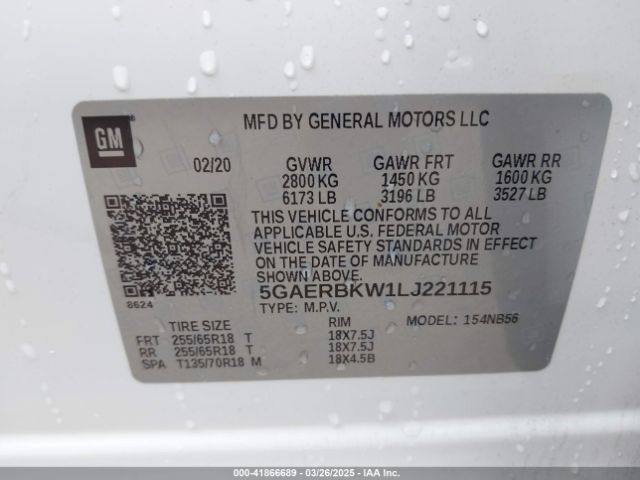 GM
MFD BY GENERAL MOTORS LLC
02/20 GVWR GAWR FRT GAWR RR
2800 KG 1450 KG 1600 KG
6173 LB 3196 LB 3527 LB
THIS VEHICLE CONFORMS TO ALL
APPLICABLE U.S. FEDERAL MOTOR
VEHICLE SAFETY STANDARDS IN EFFECT
ON THE DATE OF MANUFACTURE
SHOWN ABOVE.
8624 5GAERBKW1LJ221115
TYPE: M.P.V. MODEL: 154NB56
TIRE SIZE RIM
FRT 255/65R18 T 18X7.5J
RR 255/65R18 T 18X7.5J
SPA T135/70R18 M 18X4.5B
000-41866689 - 03/26/2025 - IAAI.COM